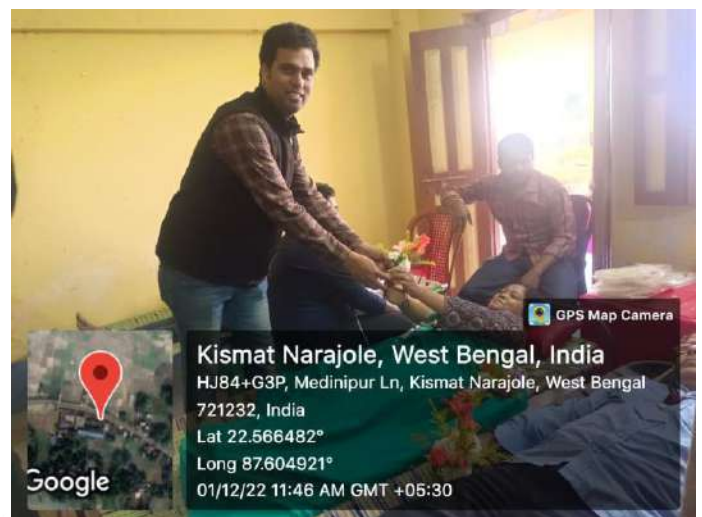 GPS Map Camera
Kismat Narajole, West Bengal, India
HJ84+G3P, Medinipur Ln, Kismat Narajole, West Bengal
721232, India
Lat 22.566482°
Long 87.604921°
01/12/22 11:46 AM GMT +05:30
Google